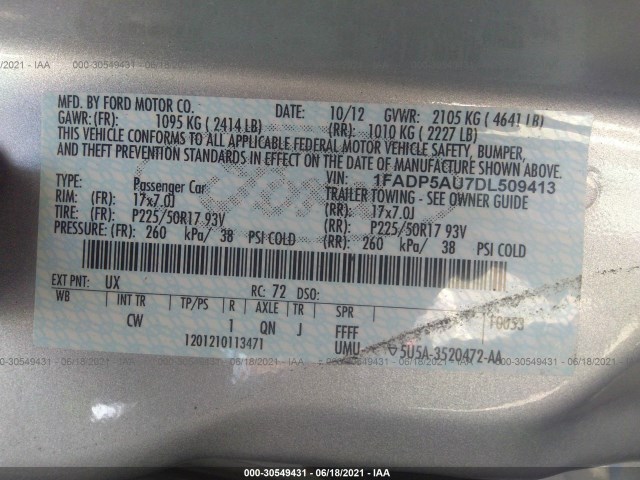 MFD. BY FORD MOTOR CO.
DATE: 10/12 GVWR: 2105 KG ( 4641 LB)
GAWR:(FR): 1095 KG ( 2414 LB) (RR): 1010 KG ( 2227 LB)
THIS VEHICLE CONFORMS TO ALL APPLICABLE FEDERAL MOTOR VEHICLE SAFETY, BUMPER,
AND THEFT PREVENTION STANDARDS IN EFFECT ON THE DATE OF MANUFACTURE SHOWN ABOVE.
VIN: 1FADP5AU7DL509413
TYPE: Passenger Car TRAILER TOWING - SEE OWNER GUIDE
RIM: (FR): 17x7.0J (RR): 17x7.0J
TIRE: (FR): P225/50R17 93V (RR): P225/50R17 93V
PRESSURE: (FR): 260 kPa/ 38 PSI COLD (RR): 260 kPa/ 38 PSI COLD
EXT PNT: UX RC: 72 DSO:
WB INT TR TP/PS R AXLE TR SPR
CW 1 QN J FFFF
1201210113471 UMU 5U5A-3520472-AA
000-30549431 - 06/18/2021 - IAA
000-30549431 - 06/18/2021 - IAA
000-30549431 - 06/18/2021 - IAA